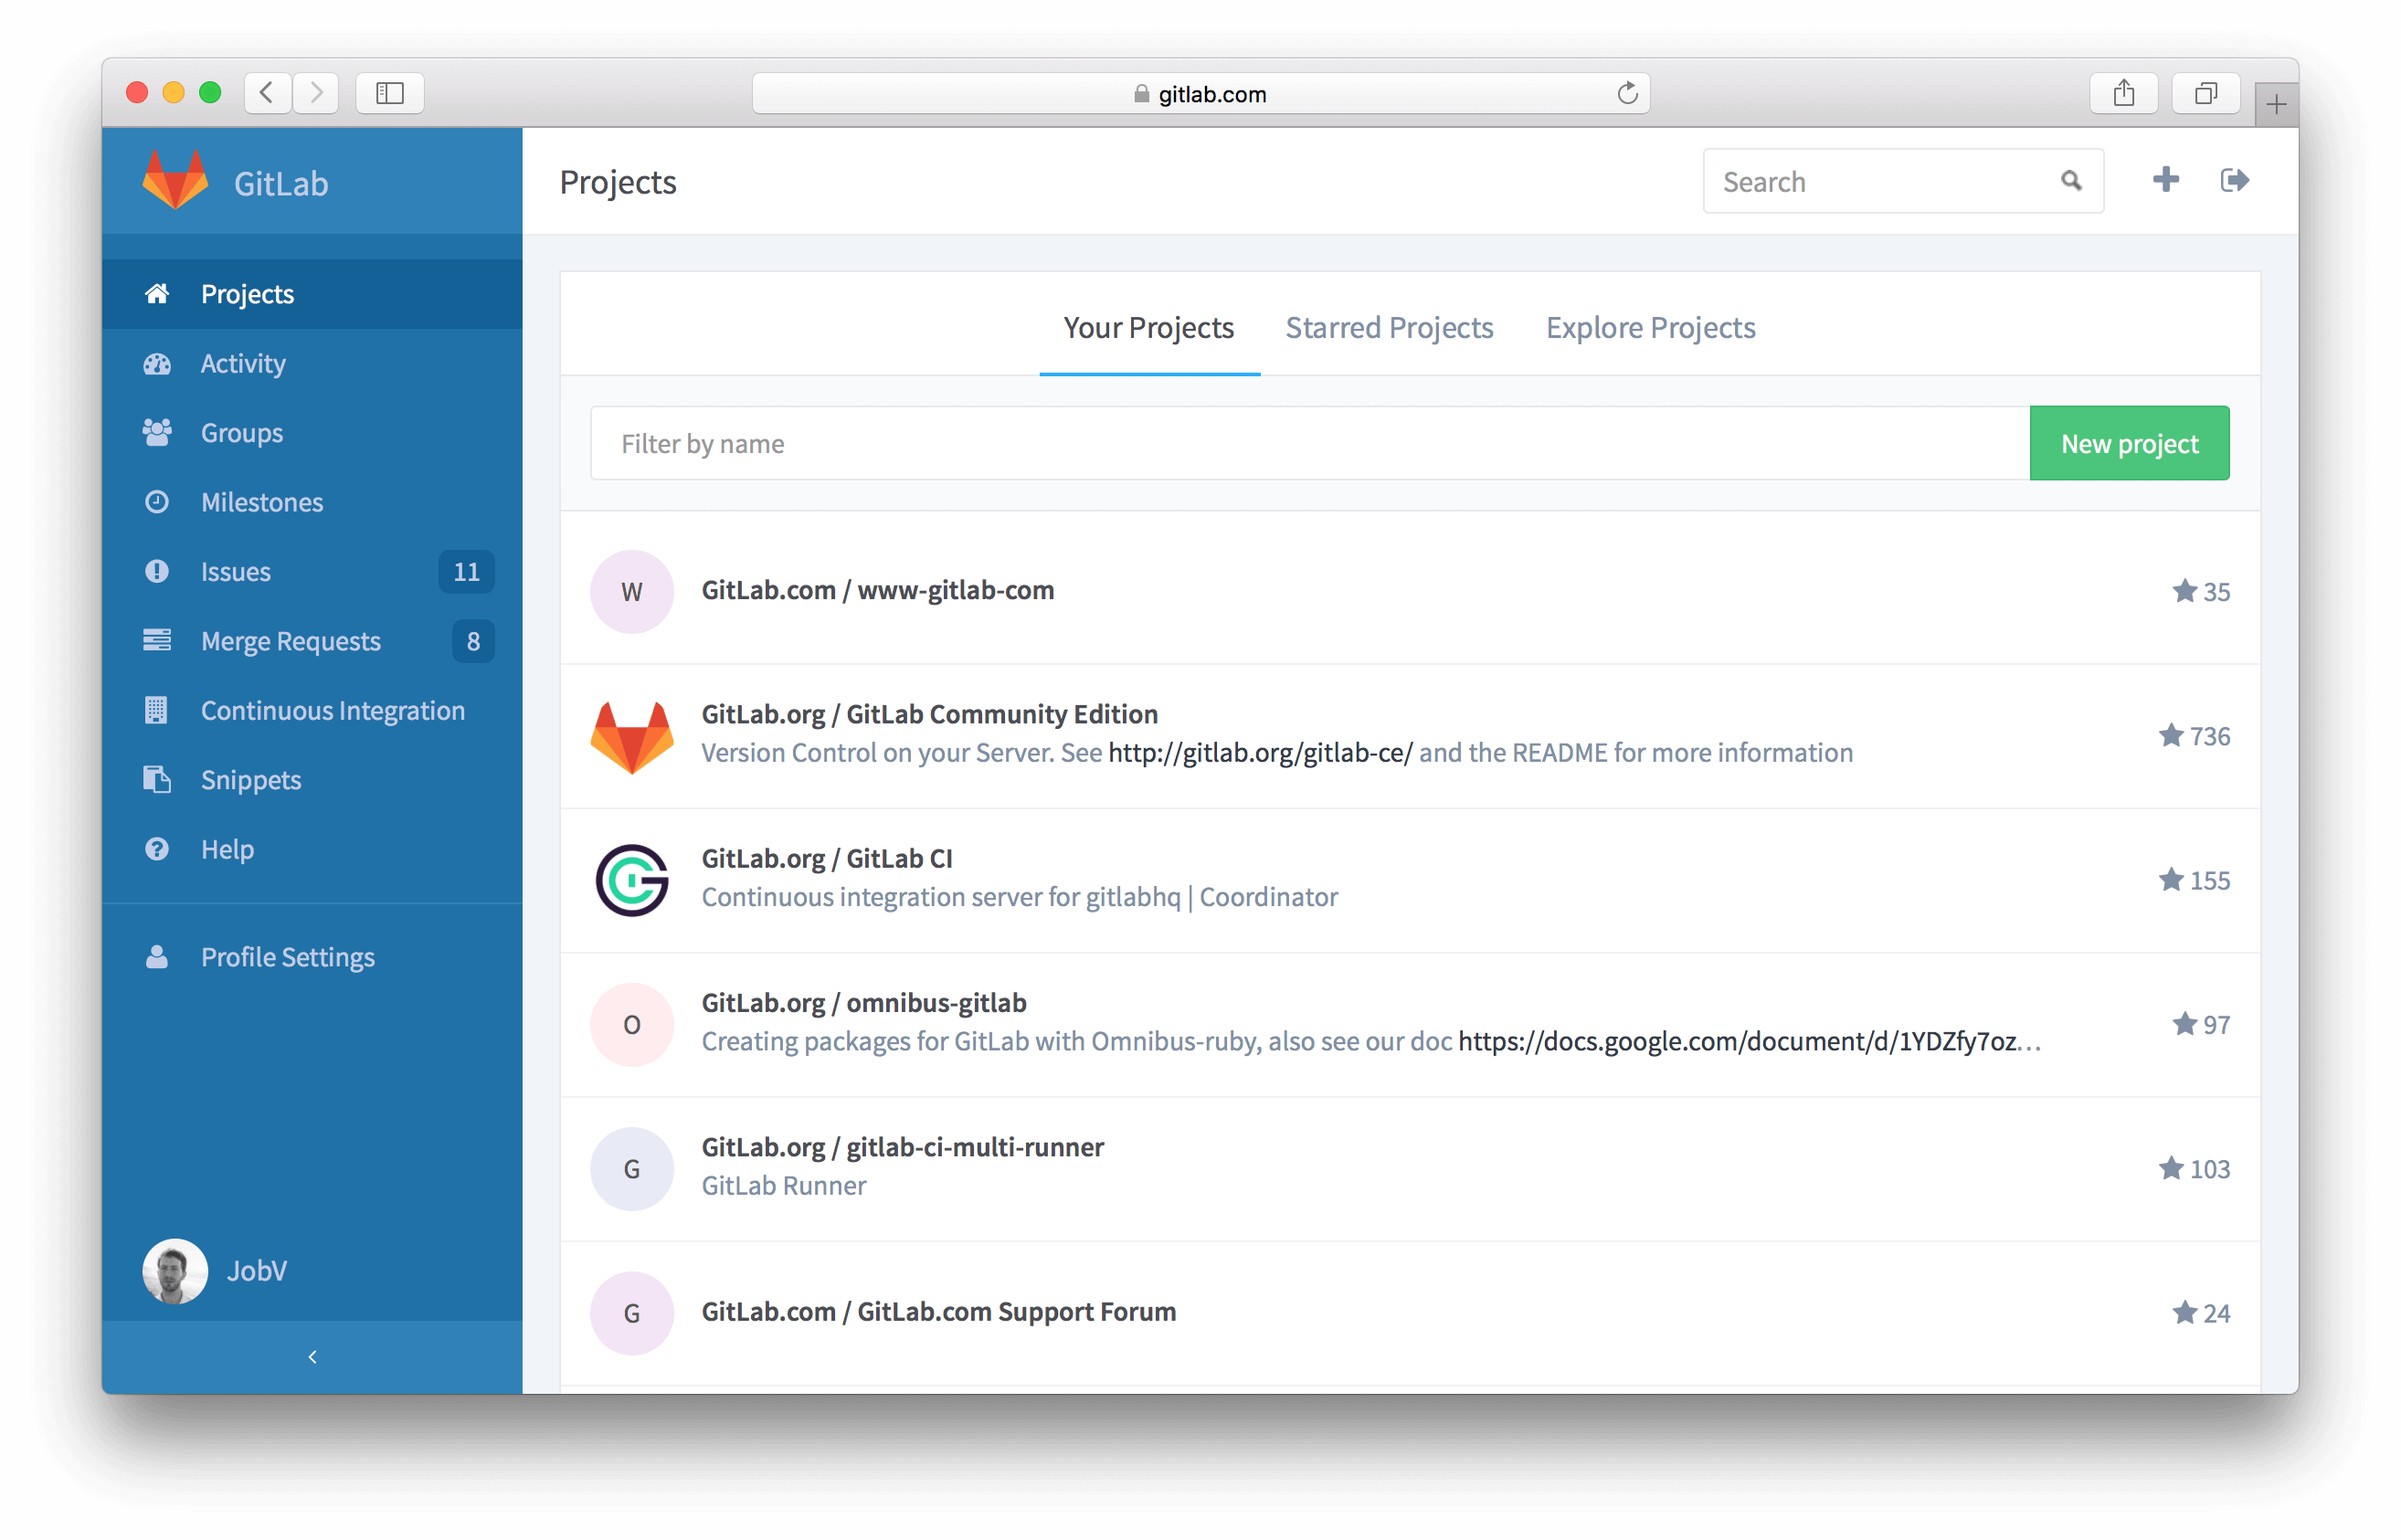 gitlab.com
GitLab
Projects
Search
Projects
Activity
Groups
Milestones
Issues 11
Merge Requests 8
Continuous Integration
Snippets
Help
Profile Settings
JobV
Your Projects Starred Projects Explore Projects
Filter by name New project
W GitLab.com / www-gitlab-com 35
GitLab.org / GitLab Community Edition 736
Version Control on your Server. See http://gitlab.org/gitlab-ce/ and the README for more information
GitLab.org / GitLab CI 155
Continuous integration server for gitlabhq | Coordinator
O GitLab.org / omnibus-gitlab 97
Creating packages for GitLab with Omnibus-ruby, also see our doc https://docs.google.com/document/d/1YDZfy7oz…
G GitLab.org / gitlab-ci-multi-runner 103
GitLab Runner
G GitLab.com / GitLab.com Support Forum 24